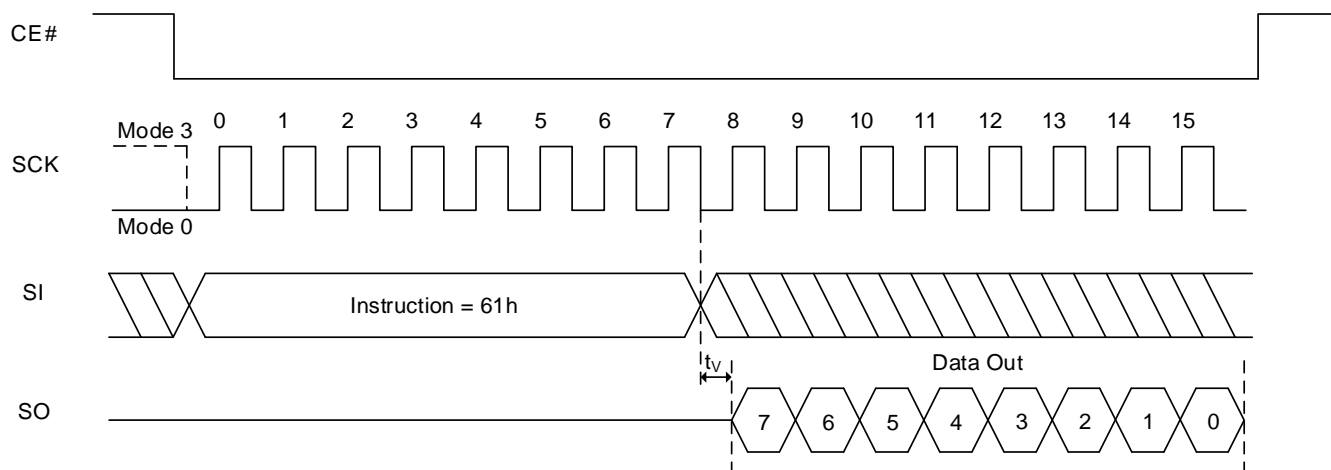 CE#
0 1 2 3 4 5 6 7 8 9 10 11 12 13 14 15
Mode 3
SCK
Mode 0
SI
Instruction = 61h
tV
Data Out
SO
7 6 5 4 3 2 1 0